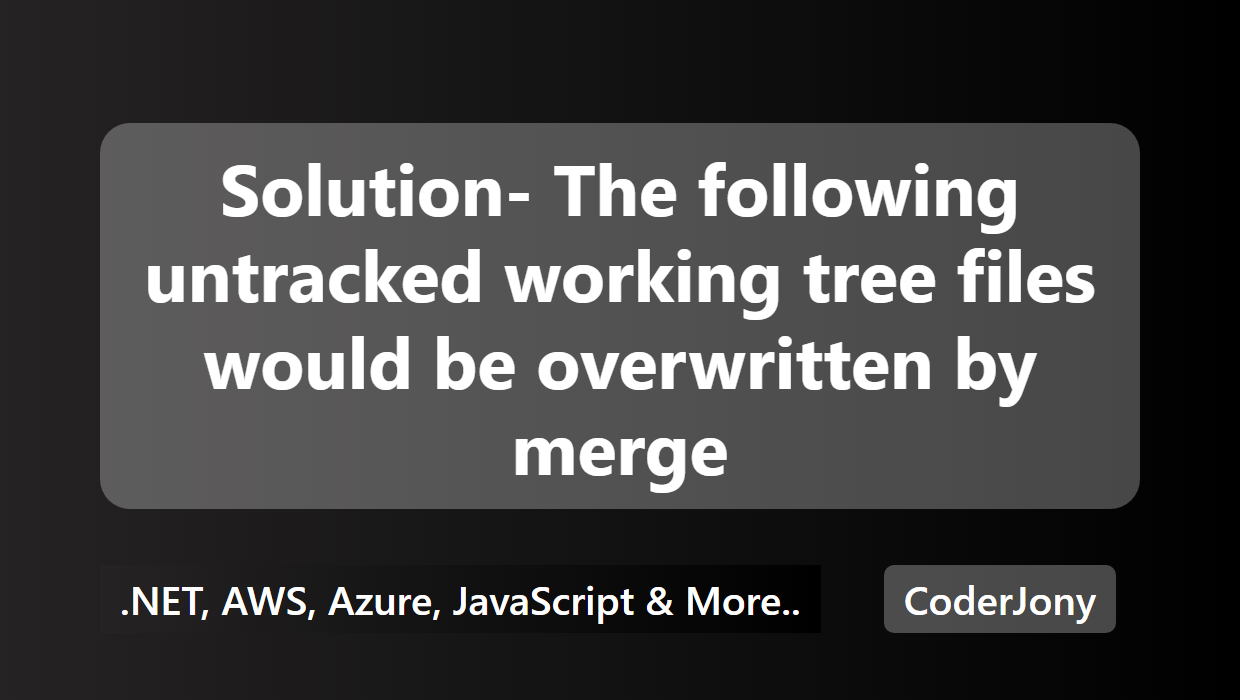 Solution- The following
untracked working tree files
would be overwritten by
merge
.NET, AWS, Azure, JavaScript & More..
CoderJony